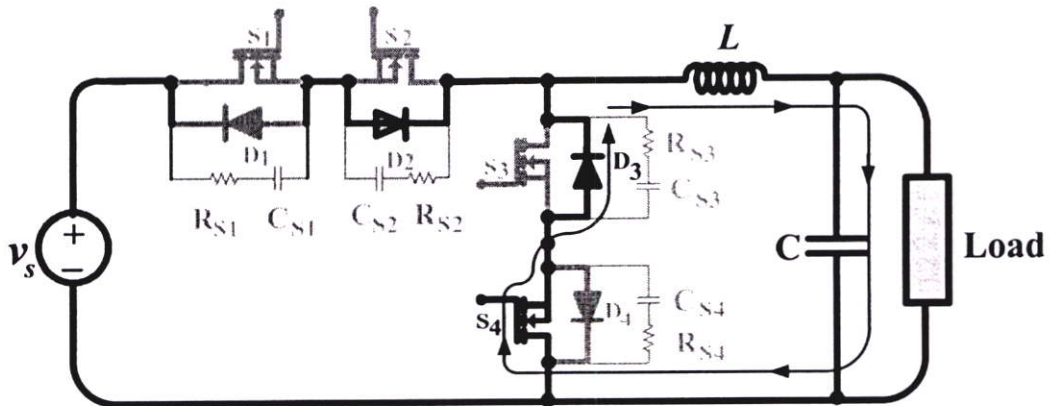 S1
S2
L
D1
D2
S3
D3
RS3
CS3
RS1
CS1
CS2
RS2
vs
+
−
C
Load
S4
D4
CS4
RS4